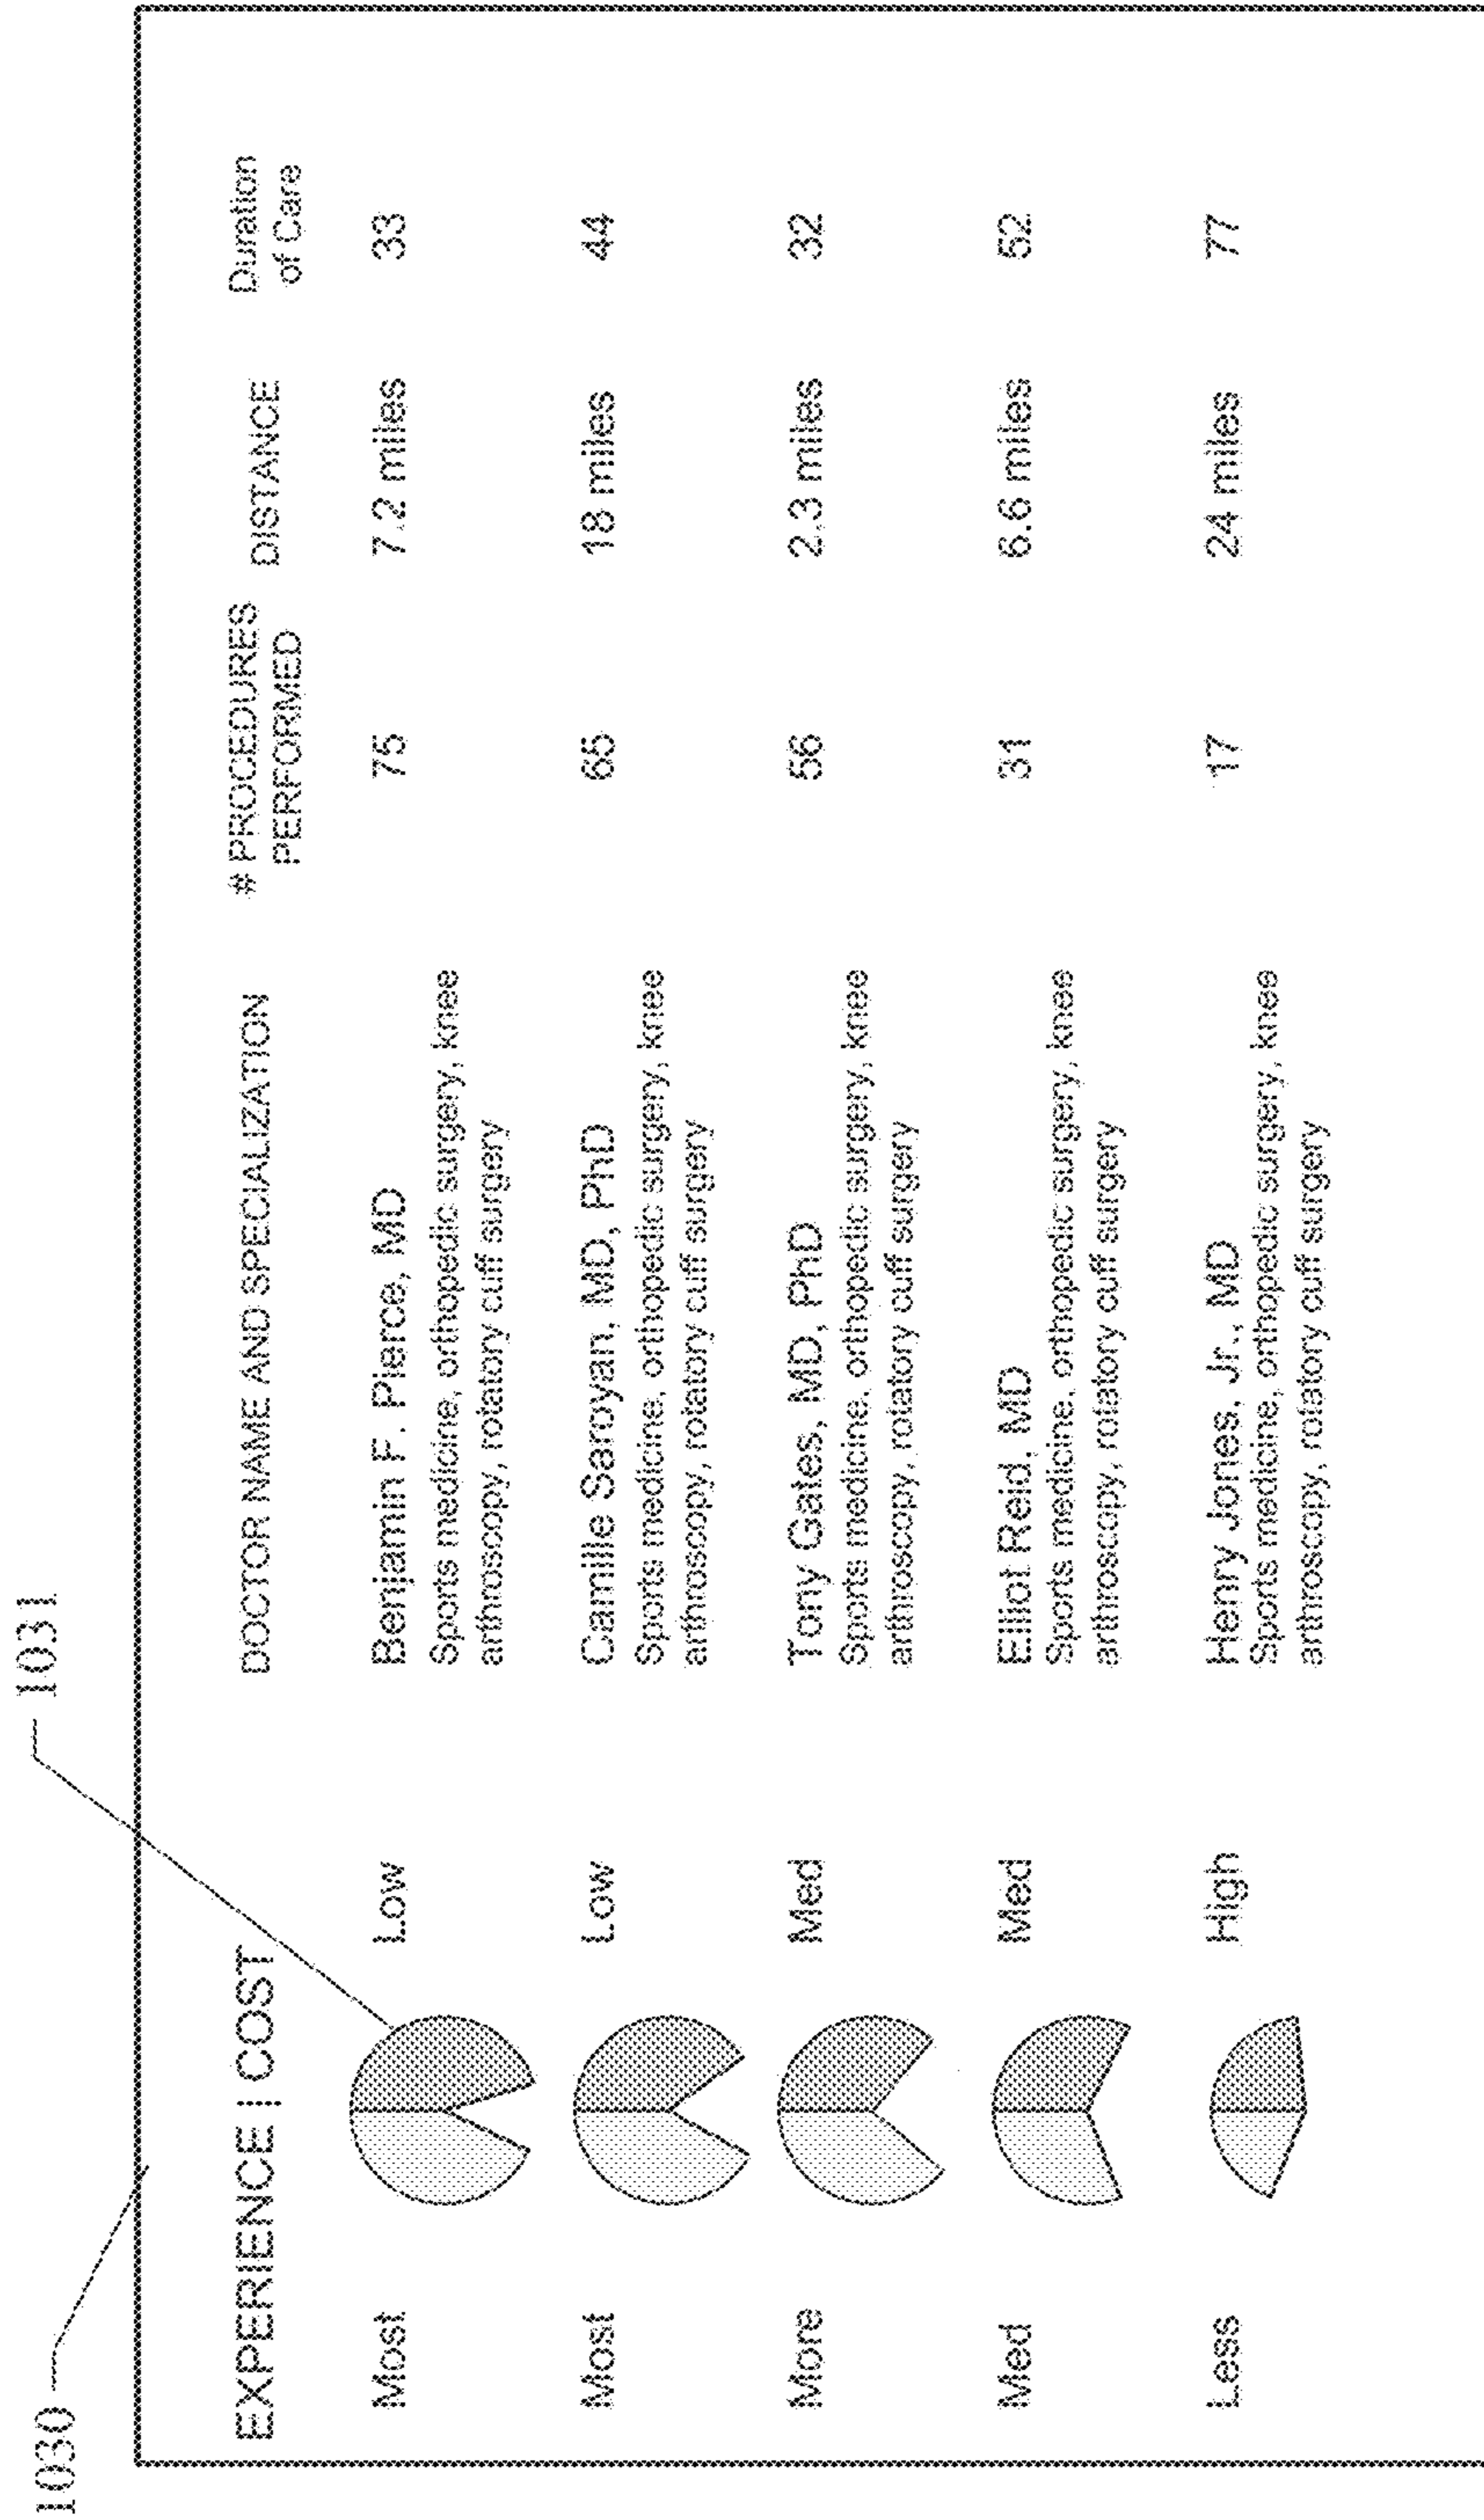 1030
1031
EXPERIENCE | COST
DOCTOR NAME AND SPECIALIZATION
# PROCEDURES
PERFORMED
DISTANCE
Duration
of Care
Most
Low
Benjamin F. Pierce, MD
Sports medicine, orthopedic surgery, knee
arthroscopy, rotatory cuff surgery
75
7.2 miles
33
Most
Low
Camille Saroyan, MD, PhD
Sports medicine, orthopedic surgery, knee
arthroscopy, rotatory cuff surgery
65
18 miles
44
More
Med
Tony Gates, MD, PhD
Sports medicine, orthopedic surgery, knee
arthroscopy, rotatory cuff surgery
56
2.3 miles
32
Med
Med
Elliot Reid, MD
Sports medicine, orthopedic surgery, knee
arthroscopy, rotatory cuff surgery
31
6.6 miles
52
Less
High
Henry Jones, Jr., MD
Sports medicine, orthopedic surgery, knee
arthroscopy, rotatory cuff surgery
17
24 miles
77